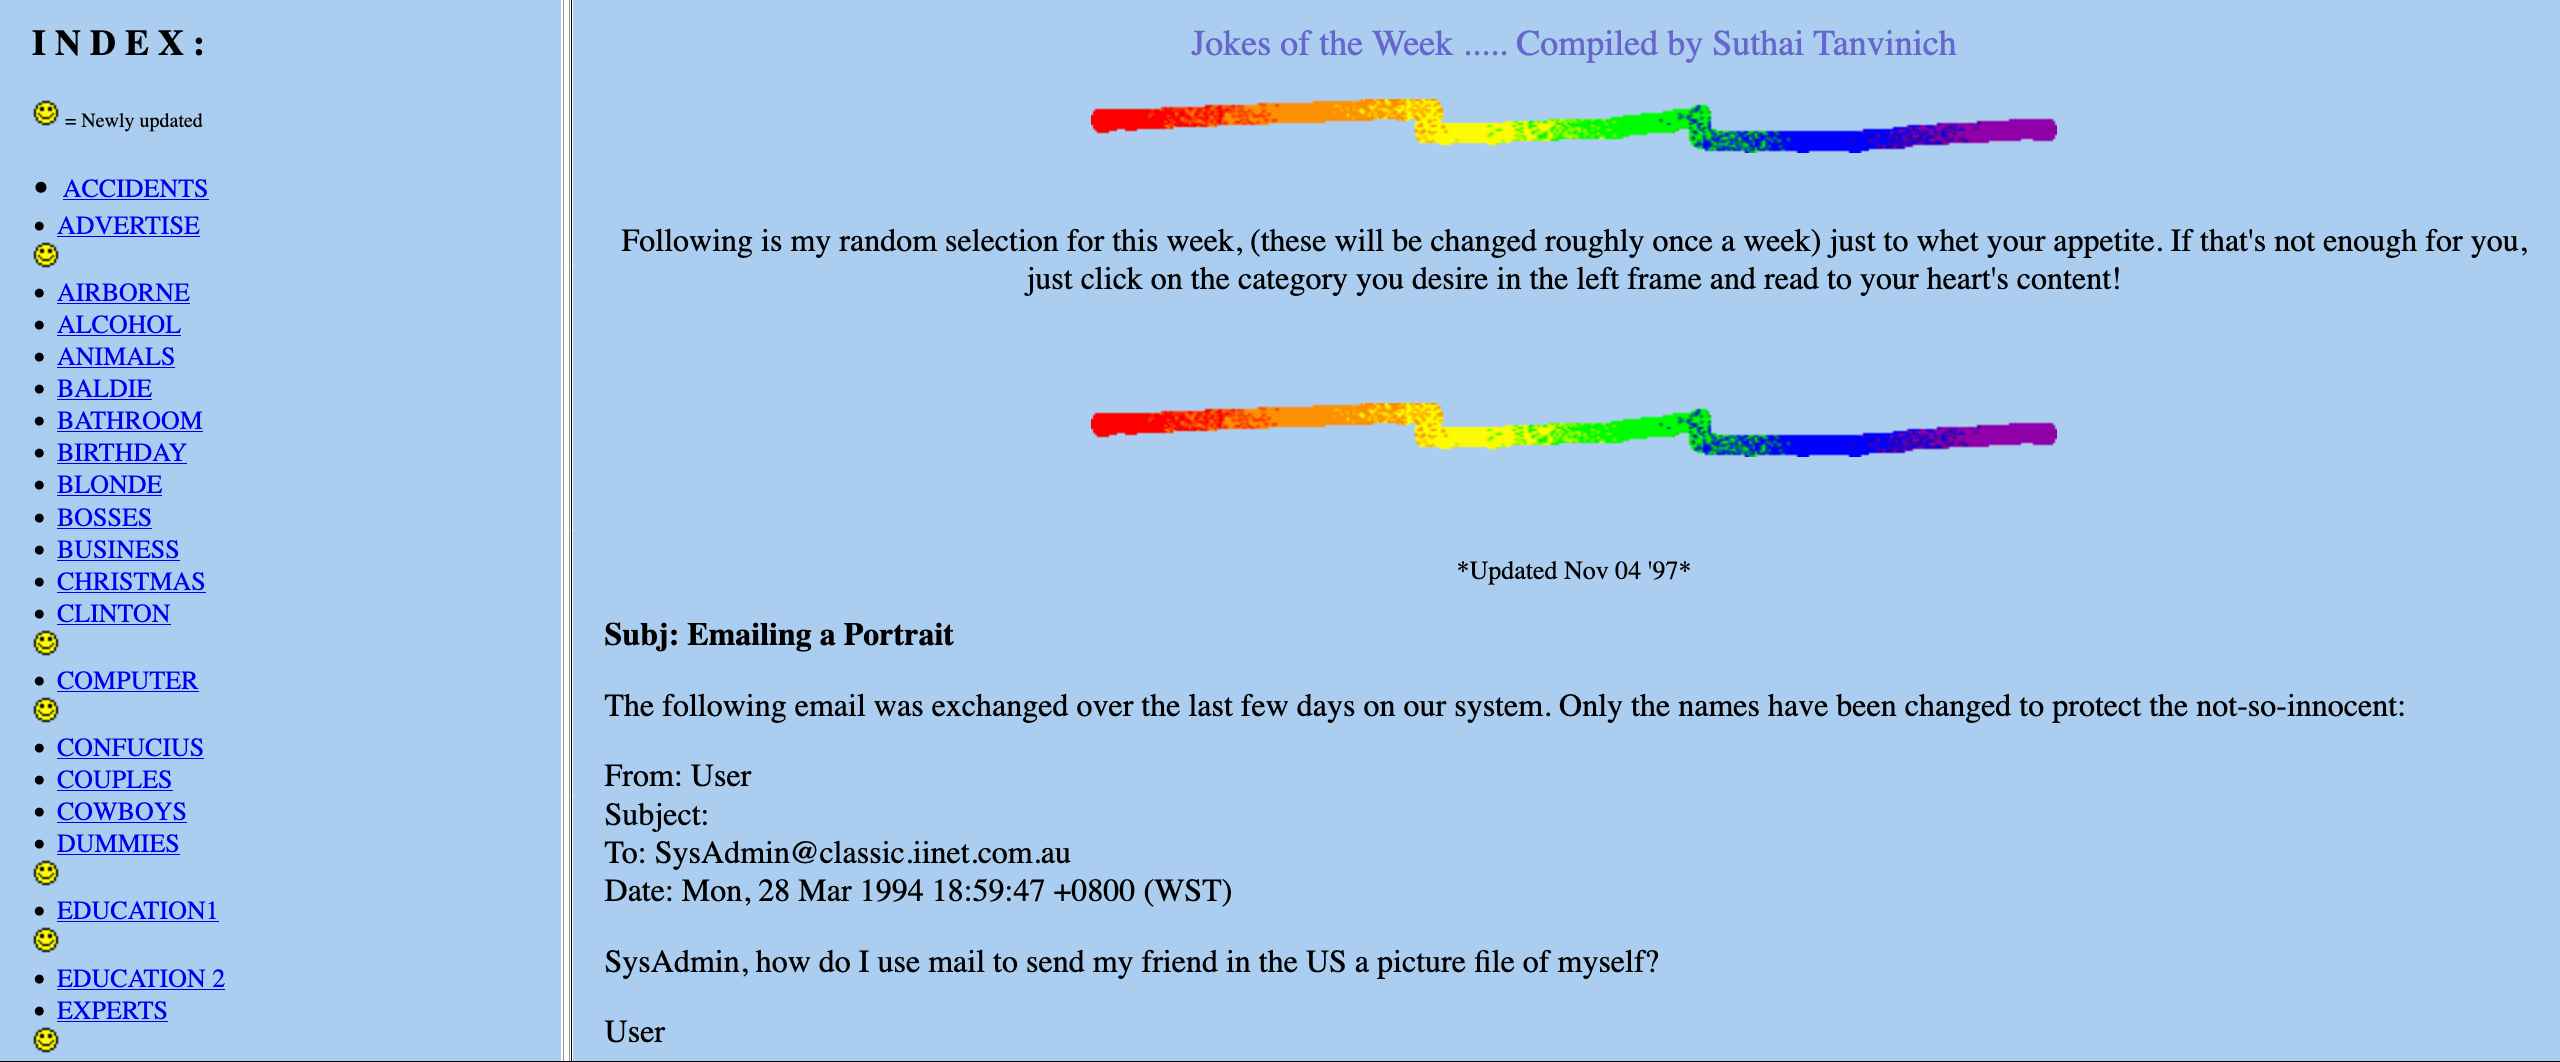 I N D E X :
= Newly updated
• ACCIDENTS
• ADVERTISE
• AIRBORNE
• ALCOHOL
• ANIMALS
• BALDIE
• BATHROOM
• BIRTHDAY
• BLONDE
• BOSSES
• BUSINESS
• CHRISTMAS
• CLINTON
• COMPUTER
• CONFUCIUS
• COUPLES
• COWBOYS
• DUMMIES
• EDUCATION1
• EDUCATION 2
• EXPERTS
Jokes of the Week ..... Compiled by Suthai Tanvinich
Following is my random selection for this week, (these will be changed roughly once a week) just to whet your appetite. If that's not enough for you,
just click on the category you desire in the left frame and read to your heart's content!
*Updated Nov 04 '97*
Subj: Emailing a Portrait
The following email was exchanged over the last few days on our system. Only the names have been changed to protect the not-so-innocent:
From: User
Subject:
To: SysAdmin@classic.iinet.com.au
Date: Mon, 28 Mar 1994 18:59:47 +0800 (WST)
SysAdmin, how do I use mail to send my friend in the US a picture file of myself?
User